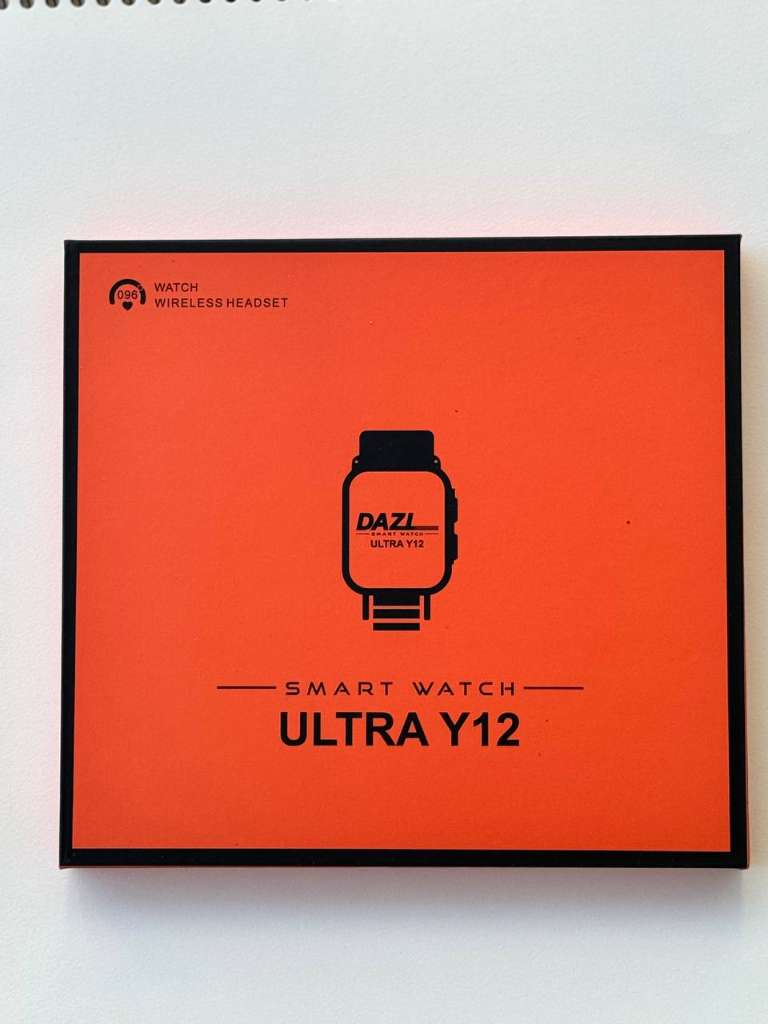 096
WATCH
WIRELESS HEADSET
DAZL
SMART WATCH
ULTRA Y12
SMART WATCH
ULTRA Y12